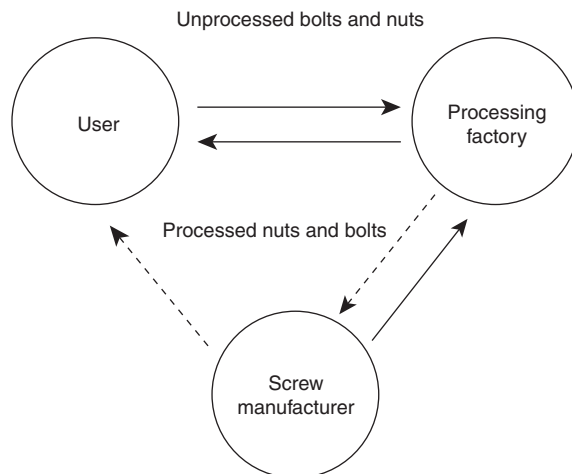 Unprocessed bolts and nuts
User
Processing
factory
Processed nuts and bolts
Screw
manufacturer